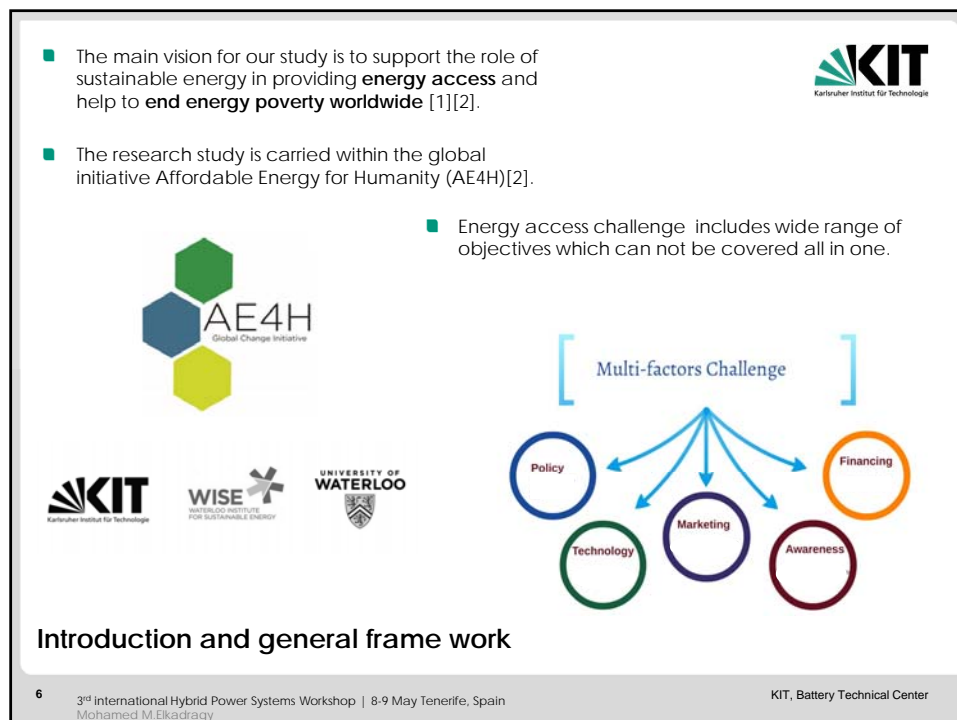 The main vision for our study is to support the role of
sustainable energy in providing energy access and
help to end energy poverty worldwide [1][2].
KIT
Karlsruher Institut für Technologie
The research study is carried within the global
initiative Affordable Energy for Humanity (AE4H)[2].
Energy access challenge includes wide range of
objectives which can not be covered all in one.
AE4H
Global Change Initiative
Multi-factors Challenge
Policy
Financing
Technology
Marketing
Awareness
KIT
Karlsruher Institut für Technologie
WISE
WATERLOO INSTITUTE
FOR SUSTAINABLE ENERGY
UNIVERSITY OF
WATERLOO
Introduction and general frame work
6
3rd international Hybrid Power Systems Workshop | 8-9 May Tenerife, Spain
Mohamed M.Elkadragy
KIT, Battery Technical Center